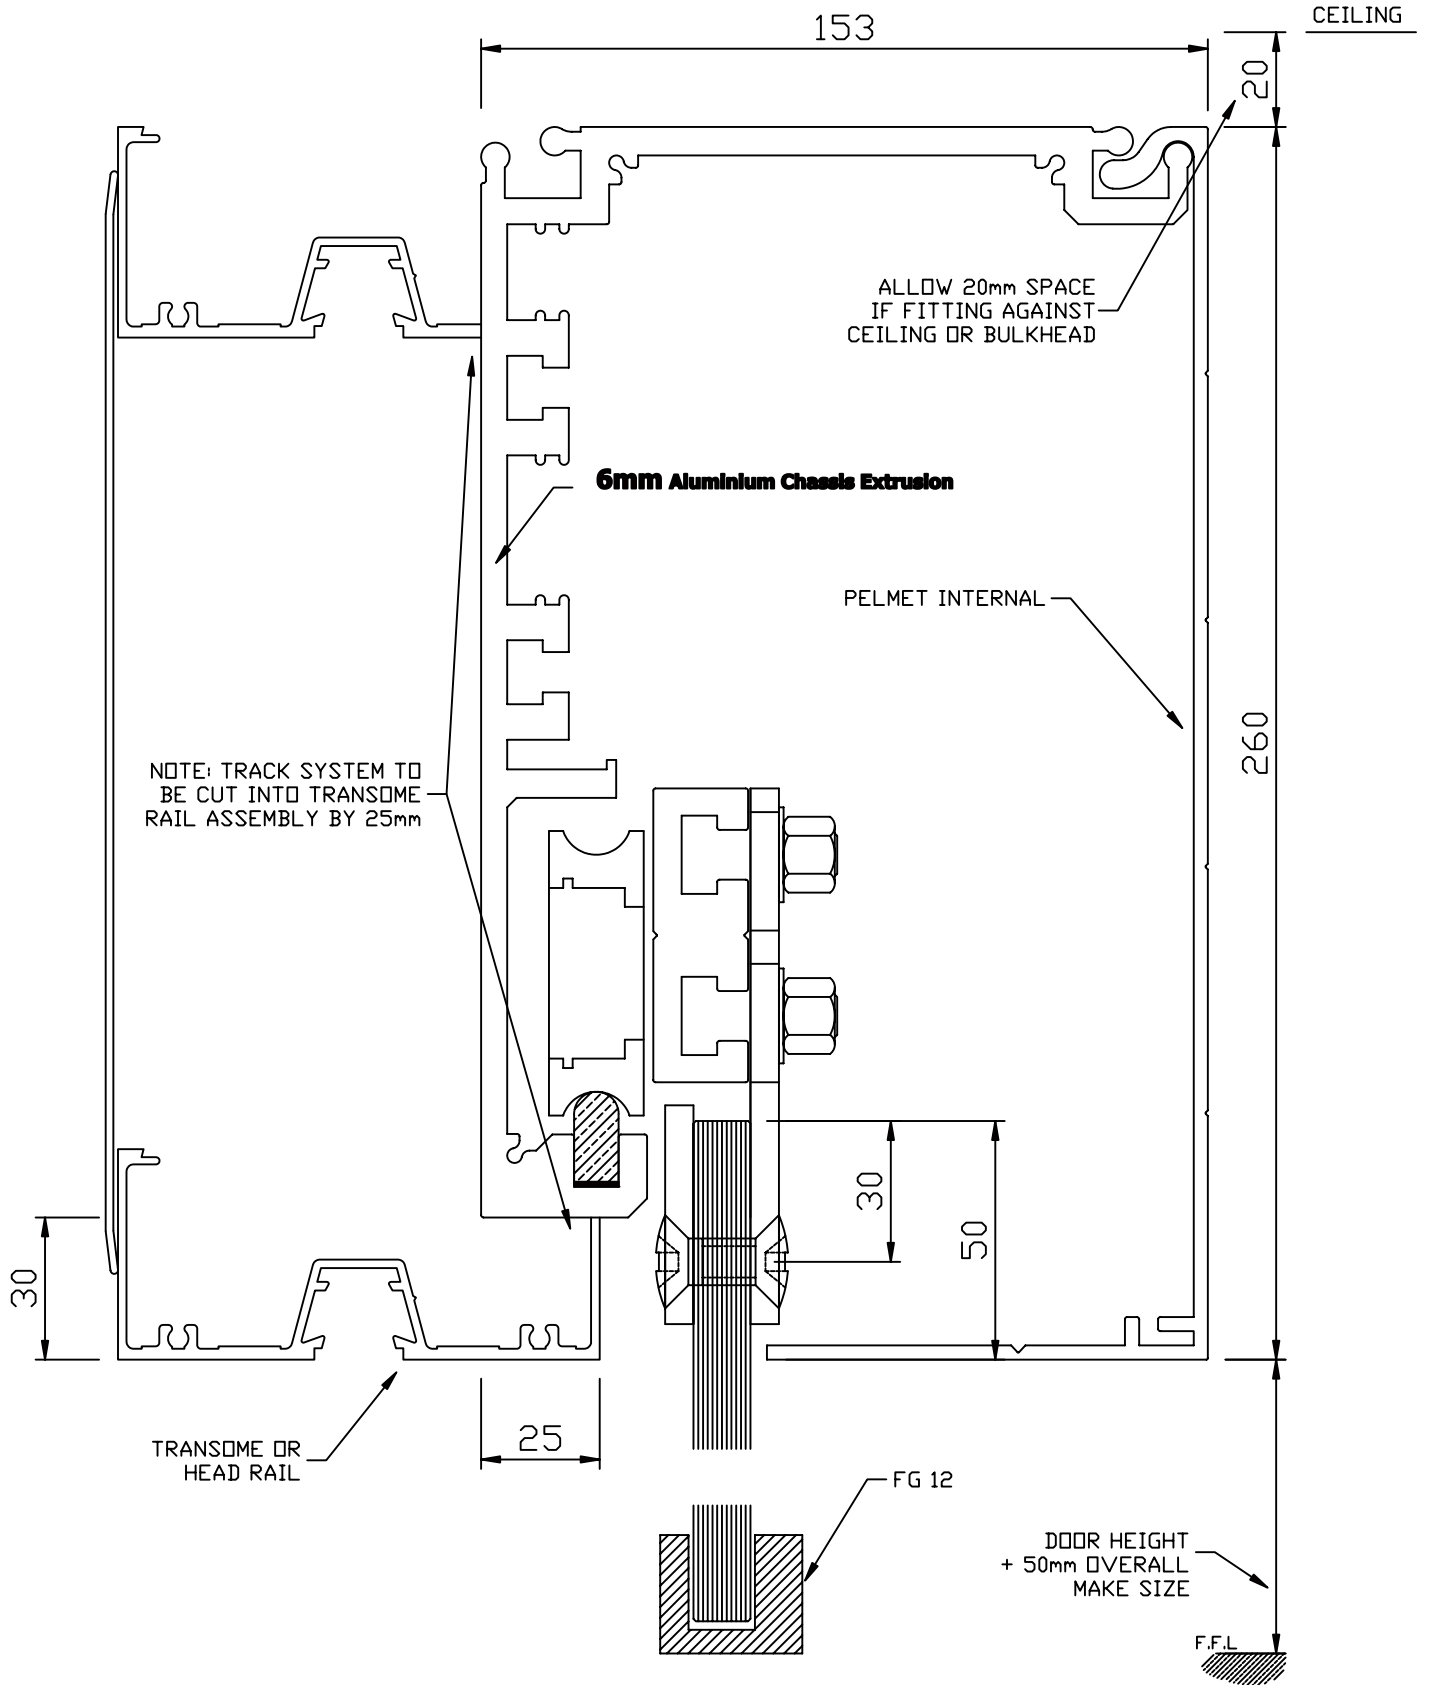 CEILING
153
20
ALLOW 20mm SPACE
IF FITTING AGAINST
CEILING OR BULKHEAD
6mm Aluminium Chassis Extrusion
PELMET INTERNAL
260
NOTE: TRACK SYSTEM TO
BE CUT INTO TRANSOME
RAIL ASSEMBLY BY 25mm
30
50
30
25
TRANSOME OR
HEAD RAIL
FG 12
DOOR HEIGHT
+ 50mm OVERALL
MAKE SIZE
F.F.L